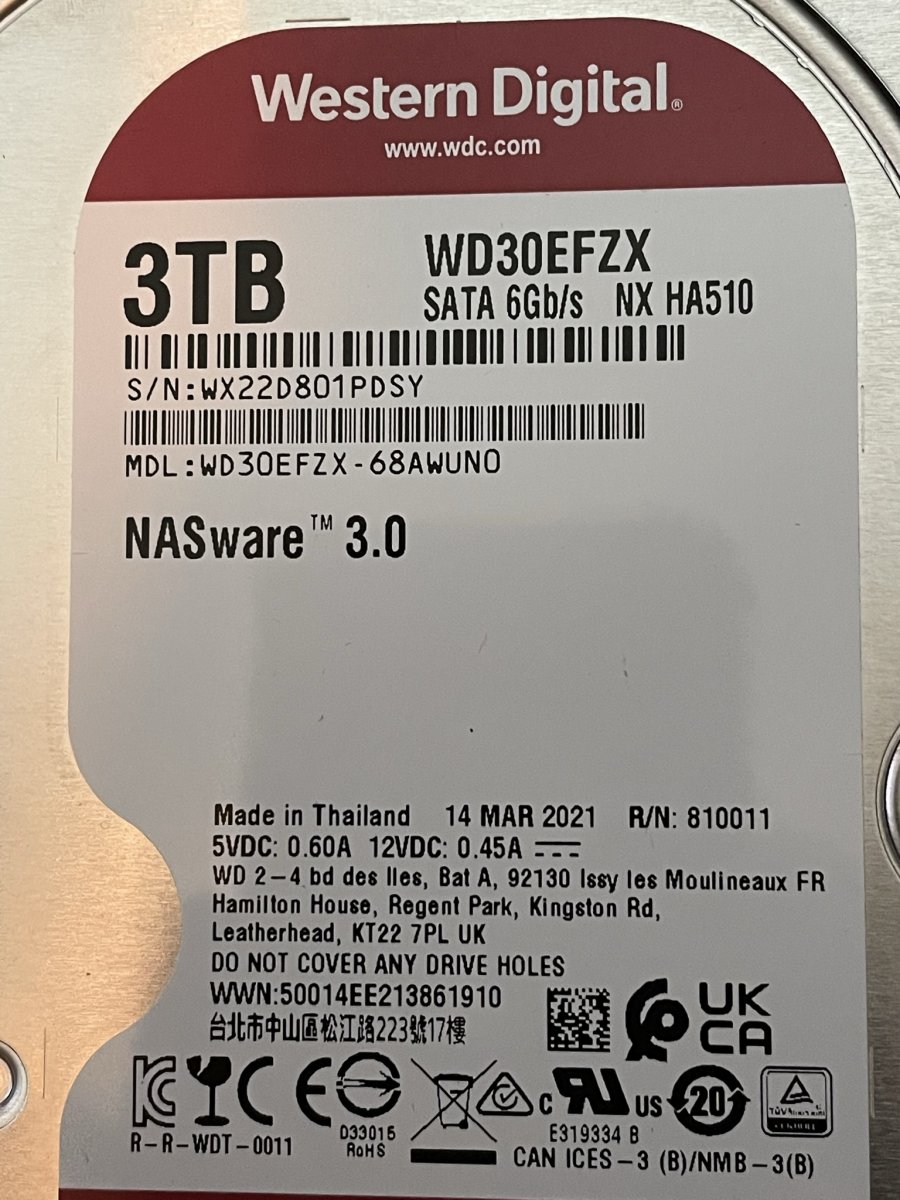 Western Digital®
www.wdc.com
3TB
WD30EFZX
SATA 6Gb/s NX HA510
S/N:WX22D801PDSY
MDL:WD30EFZX-68AWUN0
NASware™ 3.0
Made in Thailand 14 MAR 2021 R/N: 810011
5VDC: 0.60A 12VDC: 0.45A
WD 2-4 bd des Iles, Bat A, 92130 Issy les Moulineaux FR
Hamilton House, Regent Park, Kingston Rd,
Leatherhead, KT22 7PL UK
DO NOT COVER ANY DRIVE HOLES
WWN:50014EE213861910
台北市中山區松江路223號17樓
UK
CA
CE
20
c US
R-R-WDT-0011
D33015
RoHS
E319334 B
CAN ICES-3 (B)/NMB-3(B)